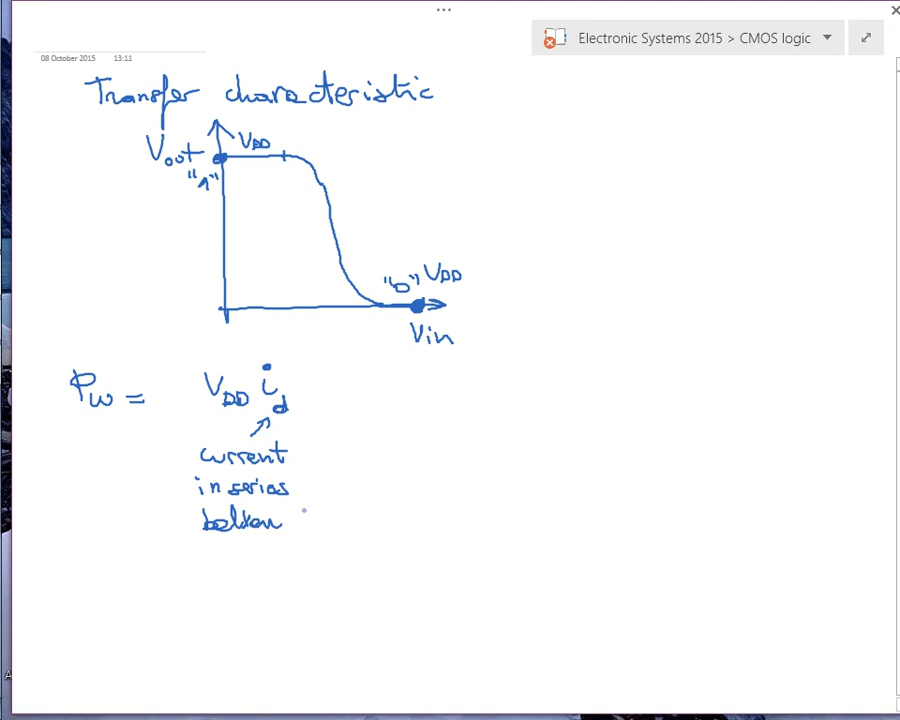 Electronic Systems 2015 > CMOS logic
08 October 2015 13:11
Transfer characteristic
Vout
VDD
"1"
"0" VDD
Vin
Pw = VDD id
current
in series